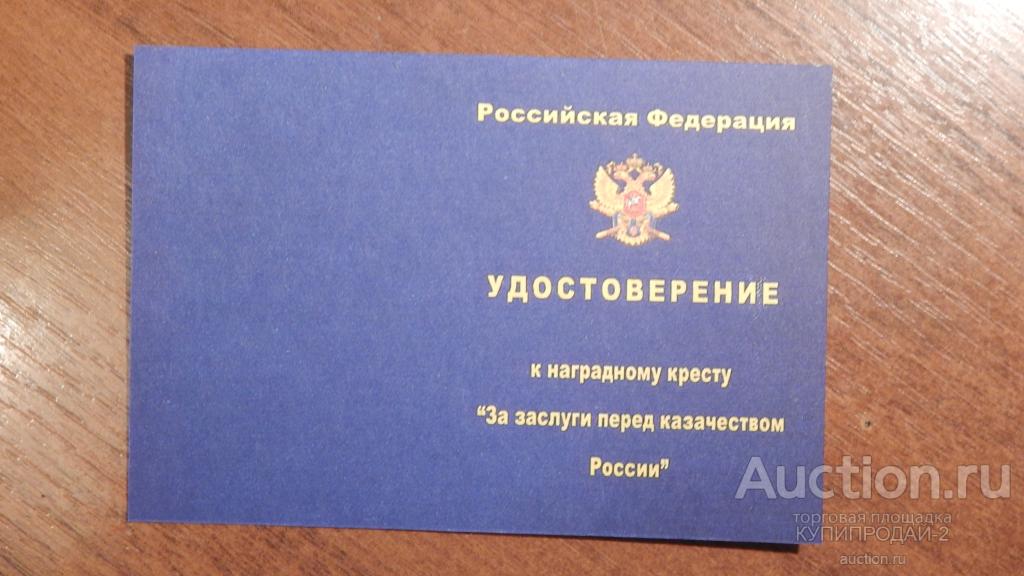 Российская Федерация
УДОСТОВЕРЕНИЕ
к наградному кресту
“За заслуги перед казачеством
России”
Auction.ru
торговая площадка
КУПИПРОДАЙ-2
auction.ru